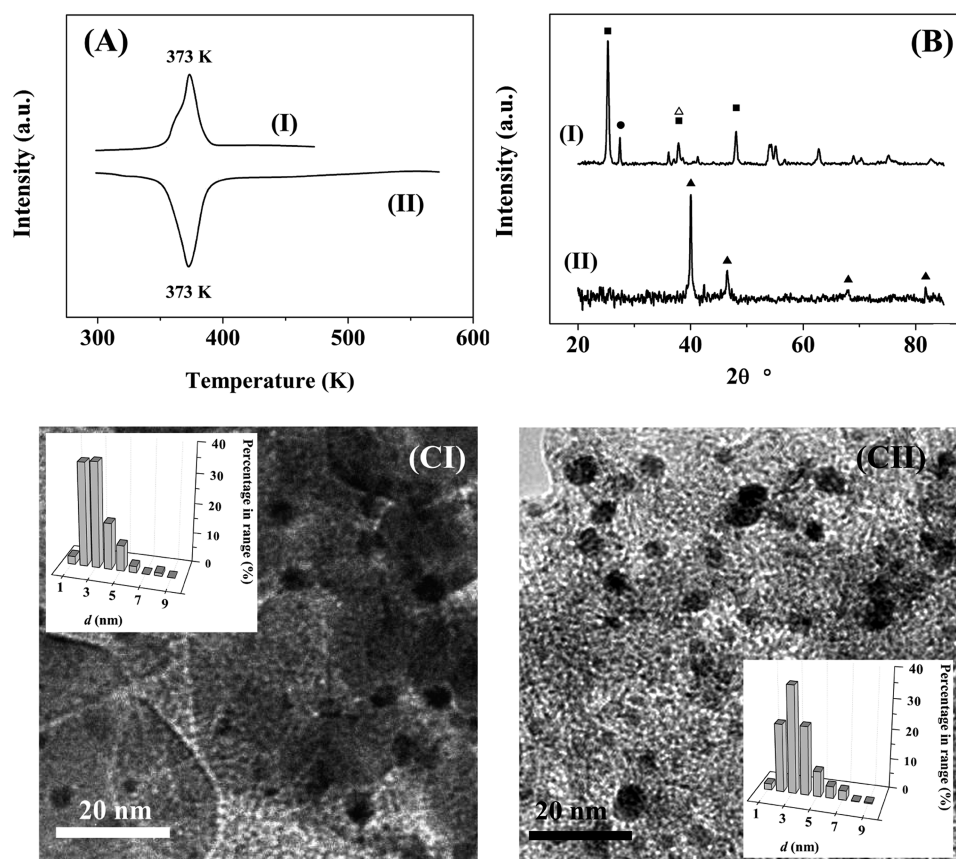 (A)
373 K
(I)
(II)
373 K
Intensity (a.u.)
300 400 500 600
Temperature (K)
(B)
(I)
(II)
Intensity (a.u.)
20 40 60 80
2θ °
(CI)
40
30
20
10
0
Percentage in range (%)
1 3 5 7 9
d (nm)
20 nm
(CII)
40
30
20
10
0
Percentage in range (%)
1 3 5 7 9
d (nm)
20 nm